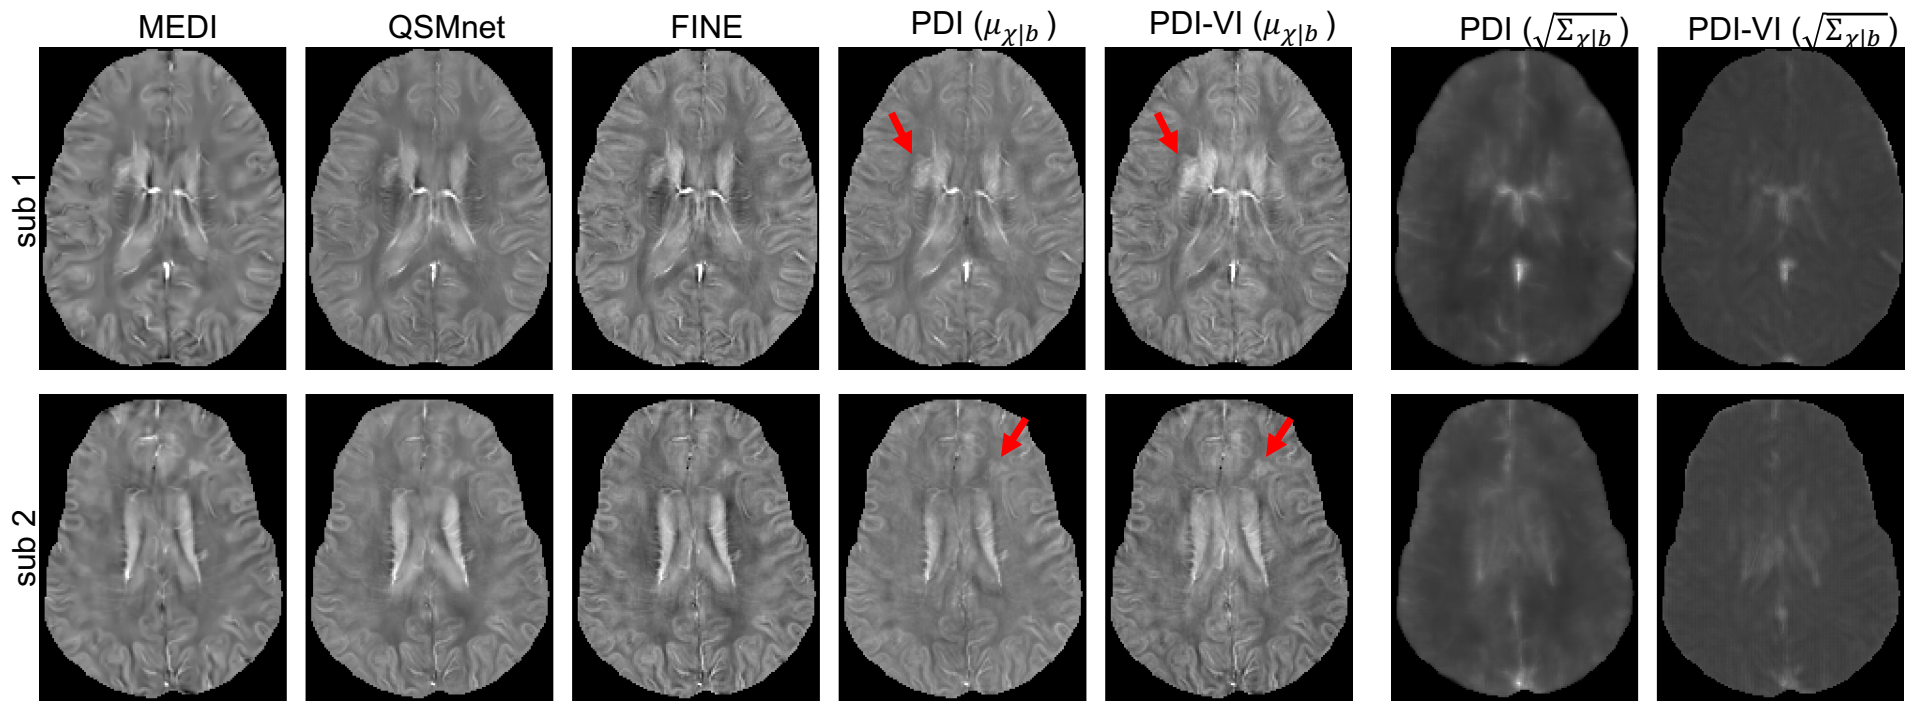 MEDI
QSMnet
FINE
PDI (μχ|b)
PDI-VI (μχ|b)
PDI (√Σχ|b)
PDI-VI (√Σχ|b)
sub 1
sub 2